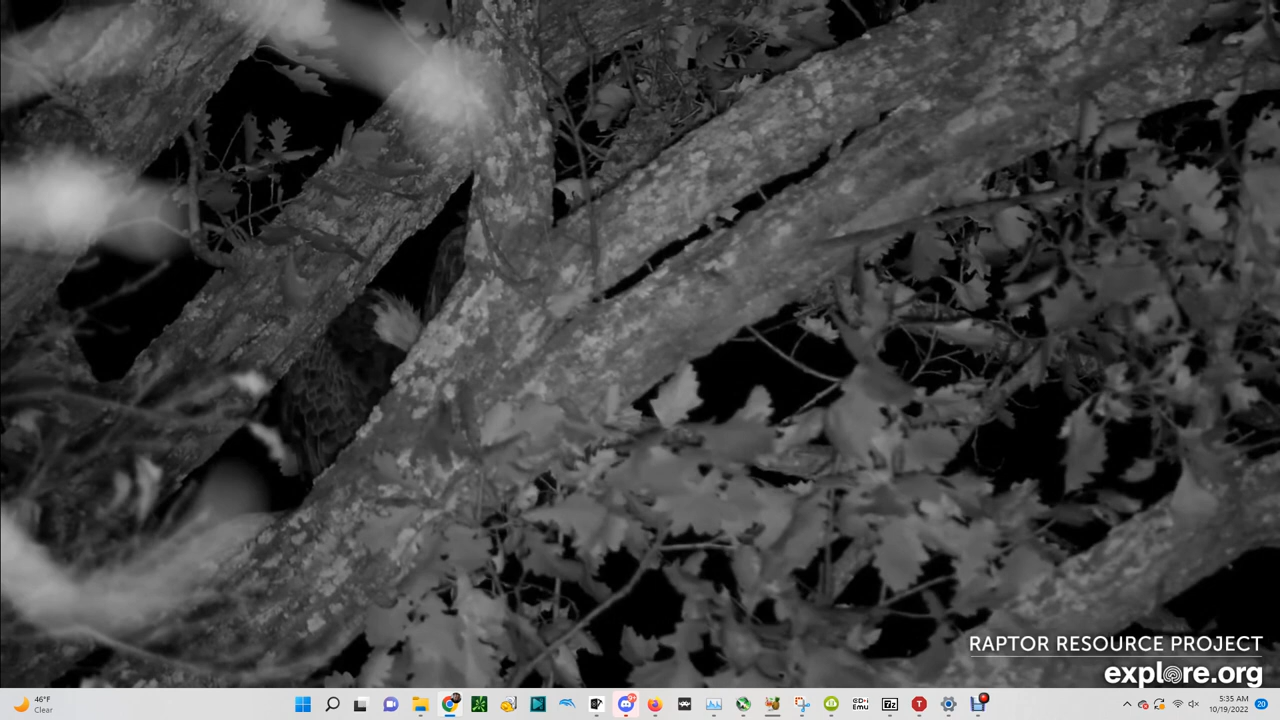 RAPTOR RESOURCE PROJECT
explore.org
46°F
Clear
5:35 AM
10/19/2022
20